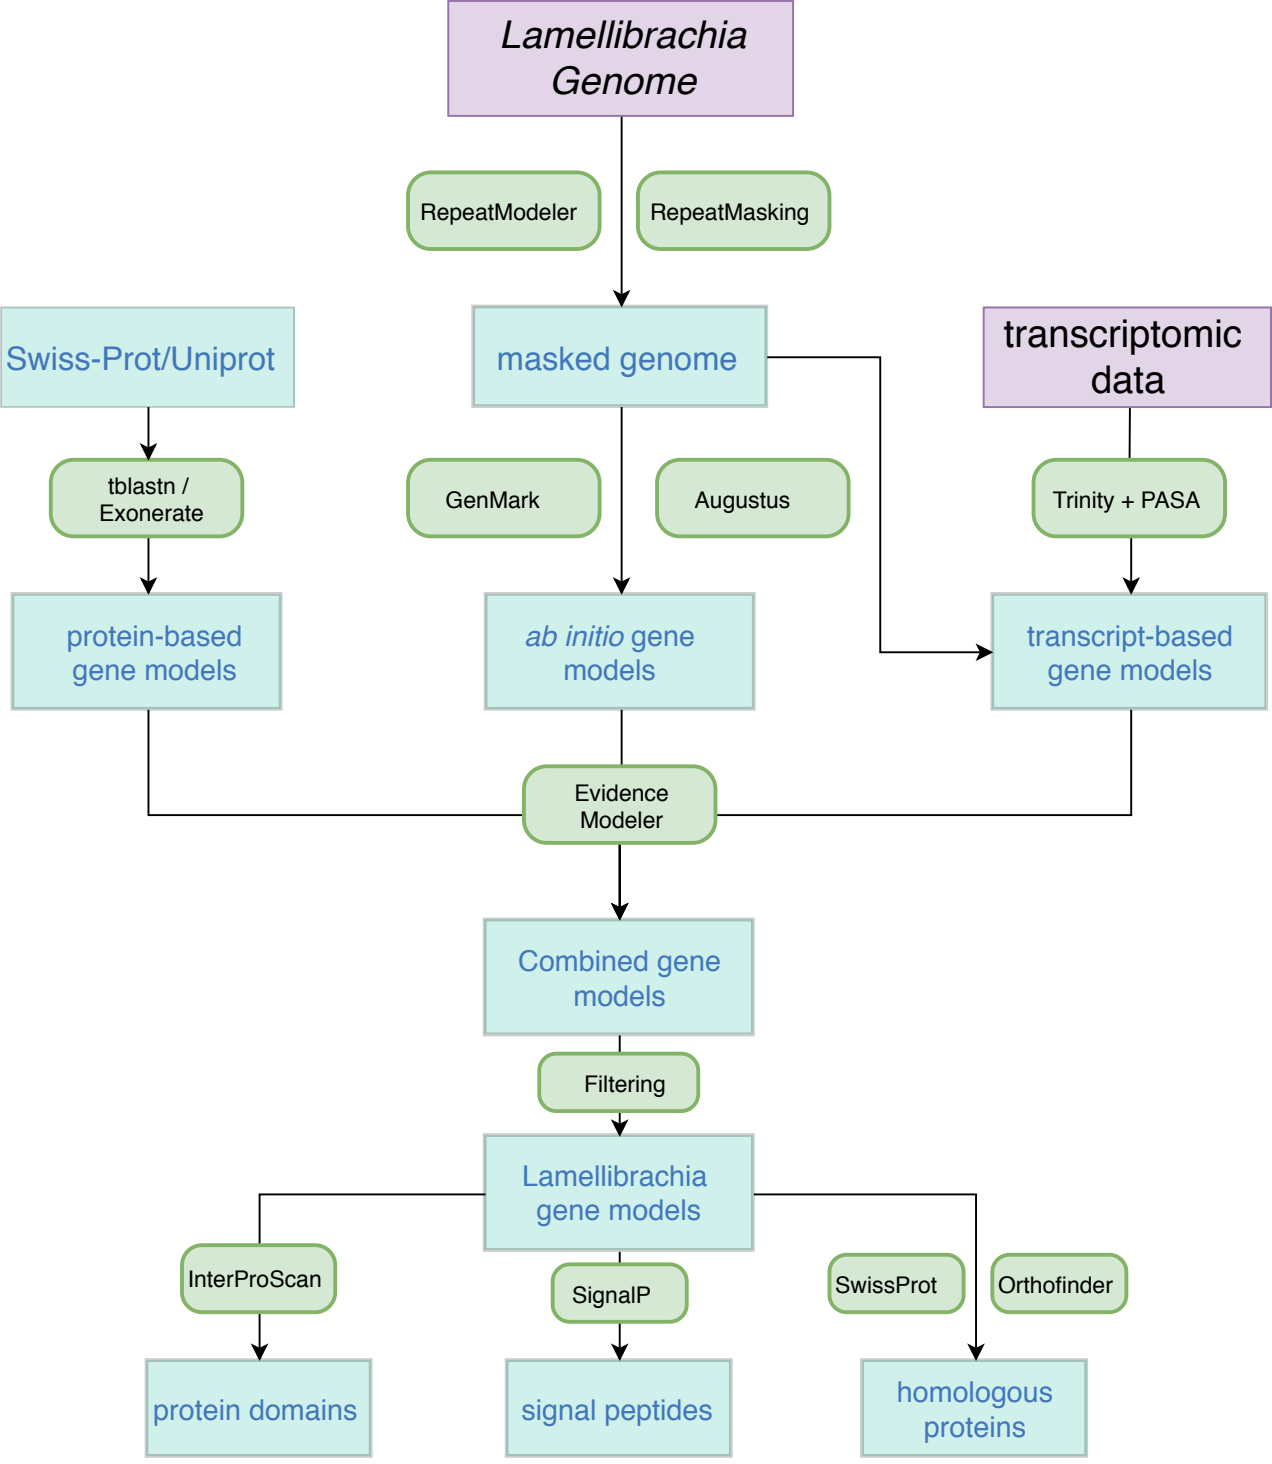 Lamellibrachia
Genome
RepeatModeler
RepeatMasking
Swiss-Prot/Uniprot
masked genome
transcriptomic
data
tblastn /
Exonerate
GenMark
Augustus
Trinity + PASA
protein-based
gene models
ab initio gene
models
transcript-based
gene models
Evidence
Modeler
Combined gene
models
Filtering
Lamellibrachia
gene models
InterProScan
SignalP
SwissProt
Orthofinder
protein domains
signal peptides
homologous
proteins